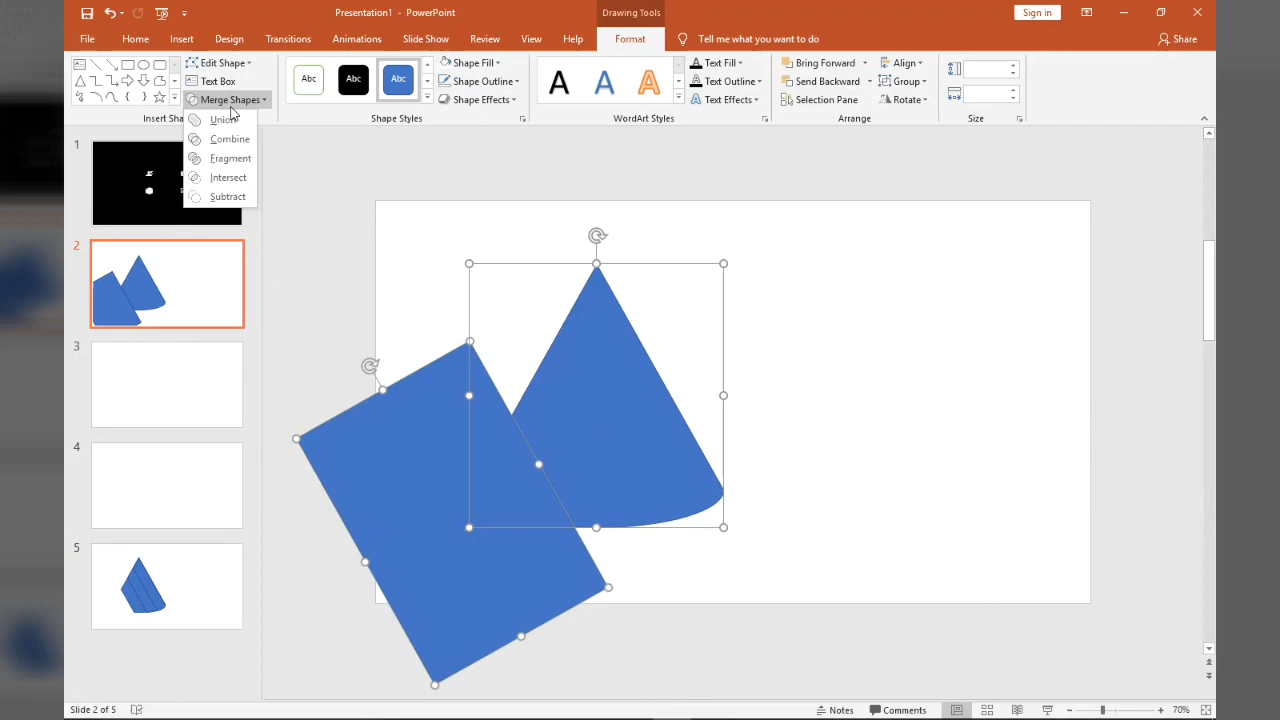 Presentation1 - PowerPoint
Drawing Tools
Sign in
File
Home
Insert
Design
Transitions
Animations
Slide Show
Review
View
Help
Format
Tell me what you want to do
Share
Edit Shape
Text Box
Merge Shapes
Insert Sha
Union
Combine
Fragment
Intersect
Subtract
Abc
Abc
Abc
Shape Fill
Shape Outline
Shape Effects
Shape Styles
A
A
A
WordArt Styles
Text Fill
Text Outline
Text Effects
Bring Forward
Send Backward
Selection Pane
Align
Group
Rotate
Arrange
Size
1
2
3
4
5
Slide 2 of 5
Notes
Comments
70%